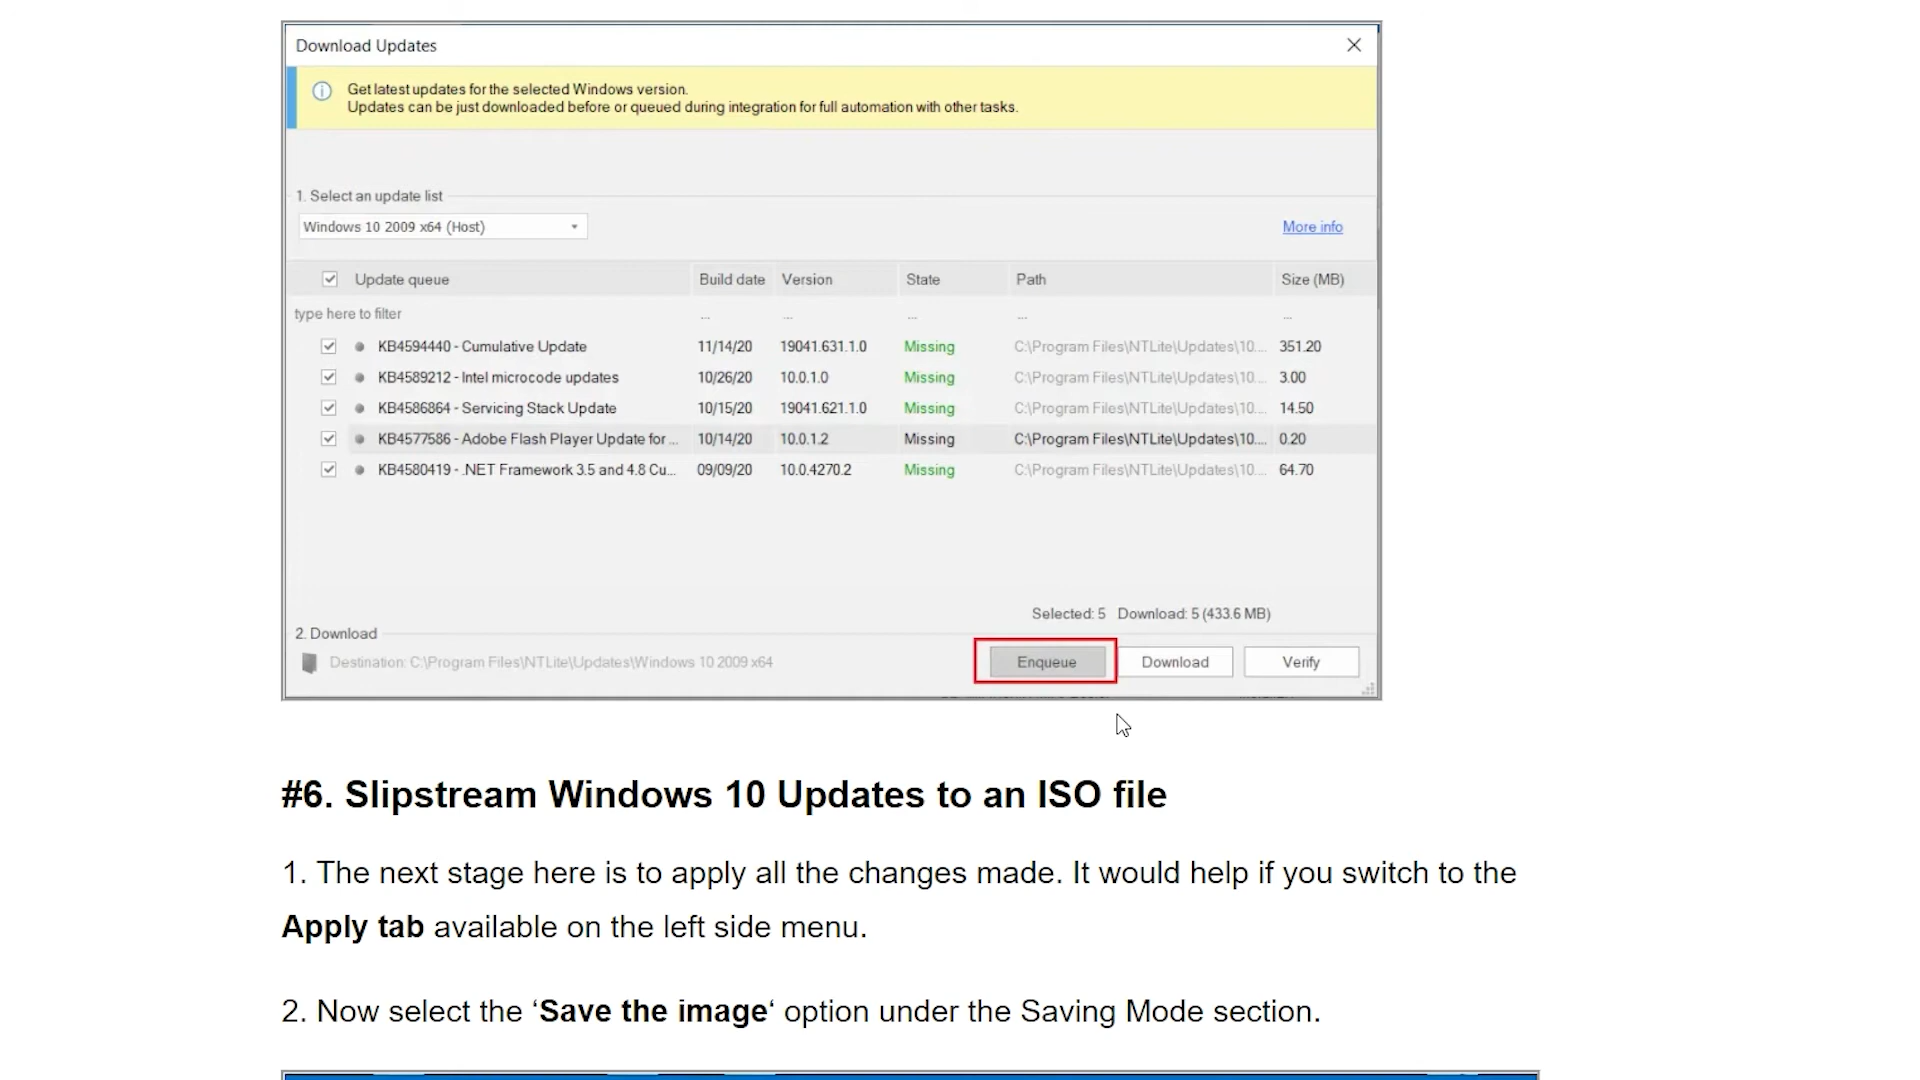 Download Updates
Get latest updates for the selected Windows version.
Updates can be just downloaded before or queued during integration for full automation with other tasks.
1. Select an update list
Windows 10 2009 x64 (Host)
More info
Update queue Build date Version State Path Size (MB)
type here to filter ... ... ... ... ...
KB4594440 - Cumulative Update 11/14/20 19041.631.1.0 Missing C:\Program Files\NTLite\Updates\10.... 351.20
KB4589212 - Intel microcode updates 10/26/20 10.0.1.0 Missing C:\Program Files\NTLite\Updates\10.... 3.00
KB4586864 - Servicing Stack Update 10/15/20 19041.621.1.0 Missing C:\Program Files\NTLite\Updates\10.... 14.50
KB4577586 - Adobe Flash Player Update for ... 10/14/20 10.0.1.2 Missing C:\Program Files\NTLite\Updates\10.... 0.20
KB4580419 - .NET Framework 3.5 and 4.8 Cu... 09/09/20 10.0.4270.2 Missing C:\Program Files\NTLite\Updates\10.... 64.70
Selected: 5 Download: 5 (433.6 MB)
2. Download
Destination: C:\Program Files\NTLite\Updates\Windows 10 2009 x64
Enqueue Download Verify
#6. Slipstream Windows 10 Updates to an ISO file
1. The next stage here is to apply all the changes made. It would help if you switch to the
Apply tab available on the left side menu.
2. Now select the ‘Save the image‘ option under the Saving Mode section.